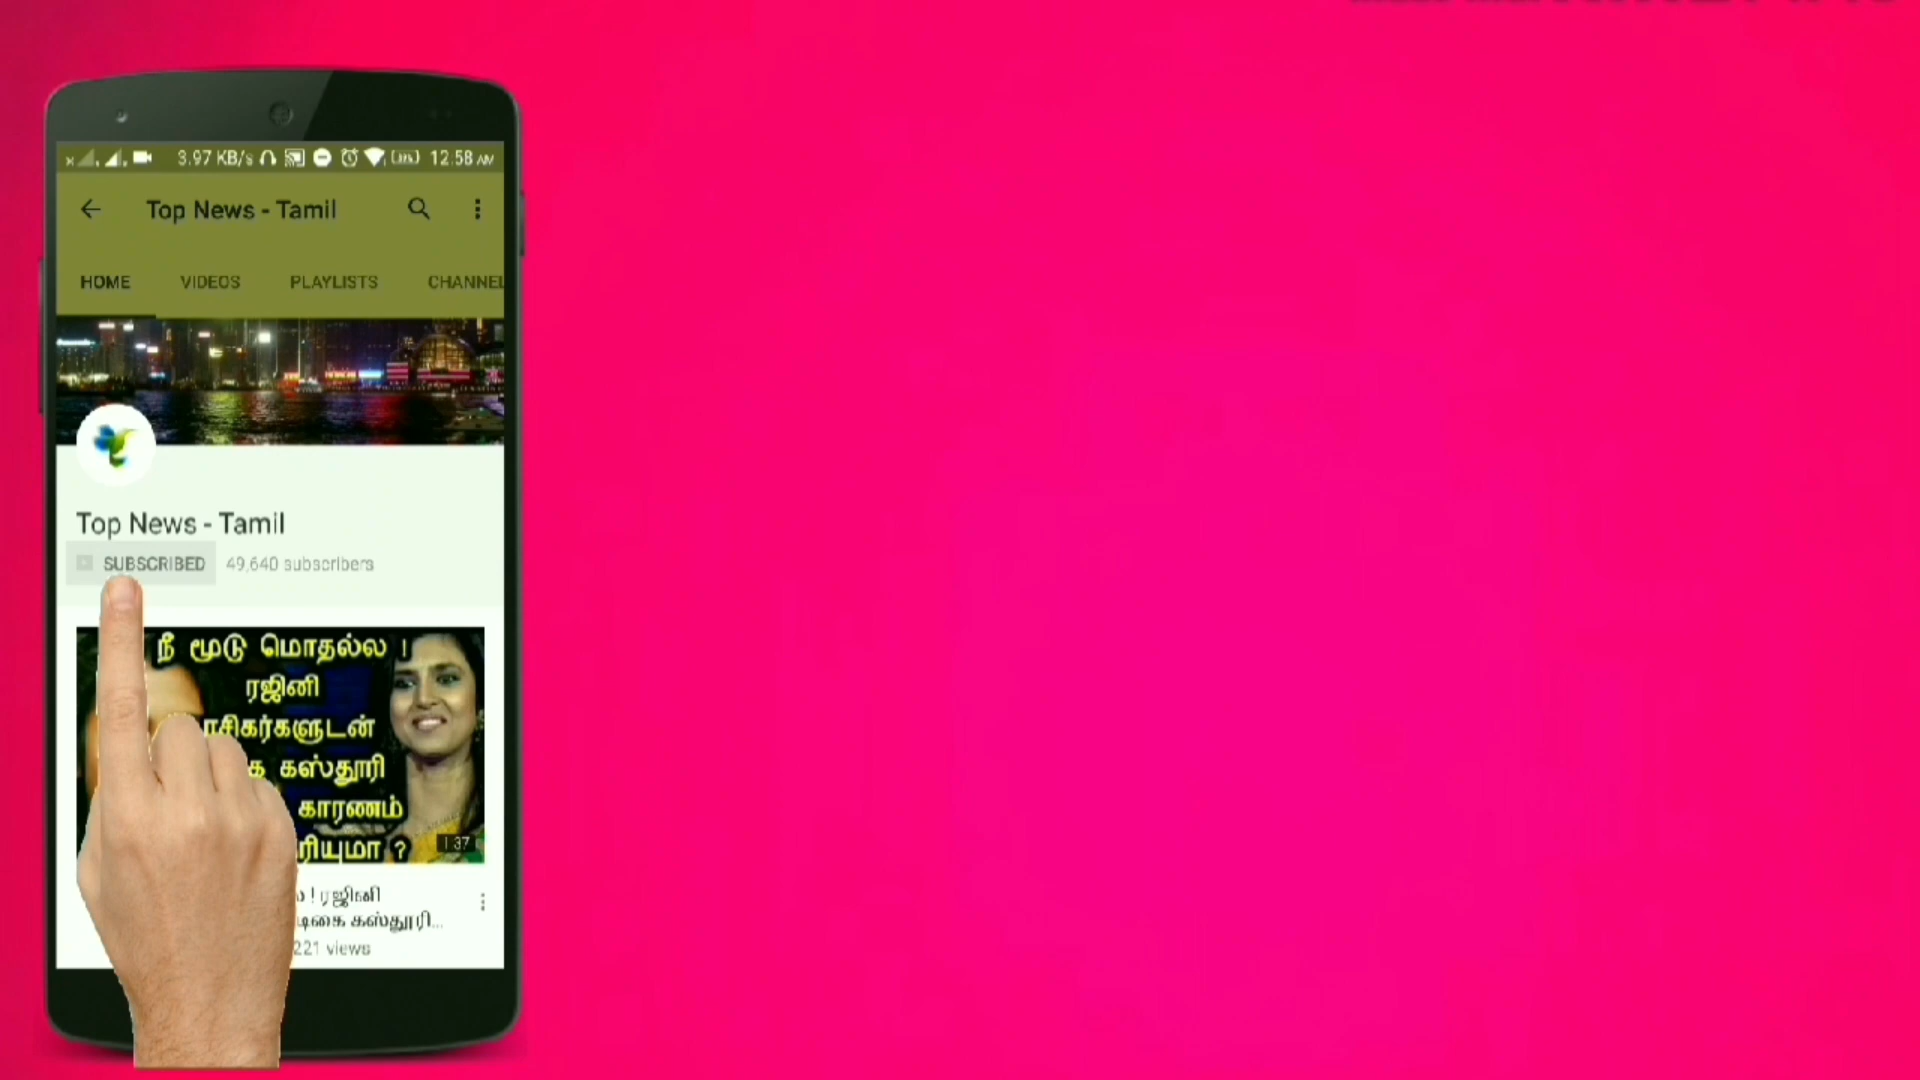 3.97 KB/s 12.58 AM
Top News - Tamil
HOME VIDEOS PLAYLISTS CHANNEL
Top News - Tamil
SUBSCRIBED 49,640 subscribers
நீ மூடு மொதல்ல !
ரஜினி
ரசிகர்களுடன்
கஸ்தூரி
காரணம்
ரியுமா ?
1:37
! ரஜினி
டிகை கஸ்தூரி...
221 views